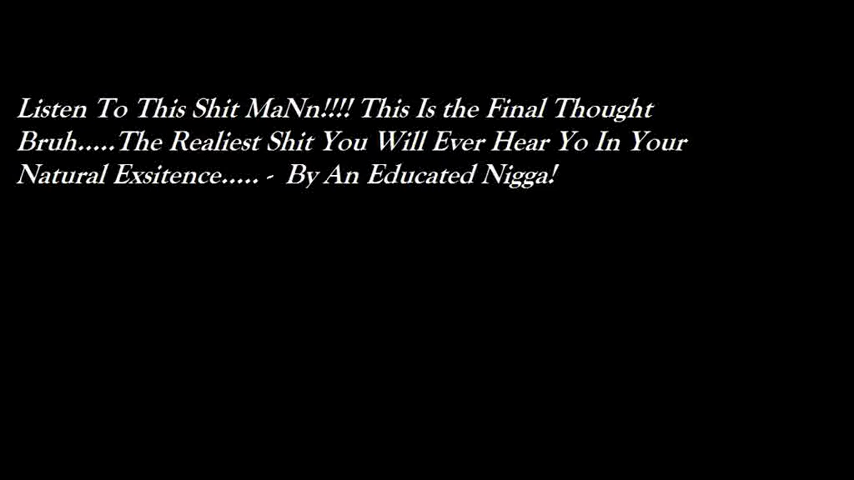 Listen To This Shit MaNn!!!! This Is the Final Thought
Bruh.....The Realiest Shit You Will Ever Hear Yo In Your
Natural Exsitence..... - By An Educated Nigga!